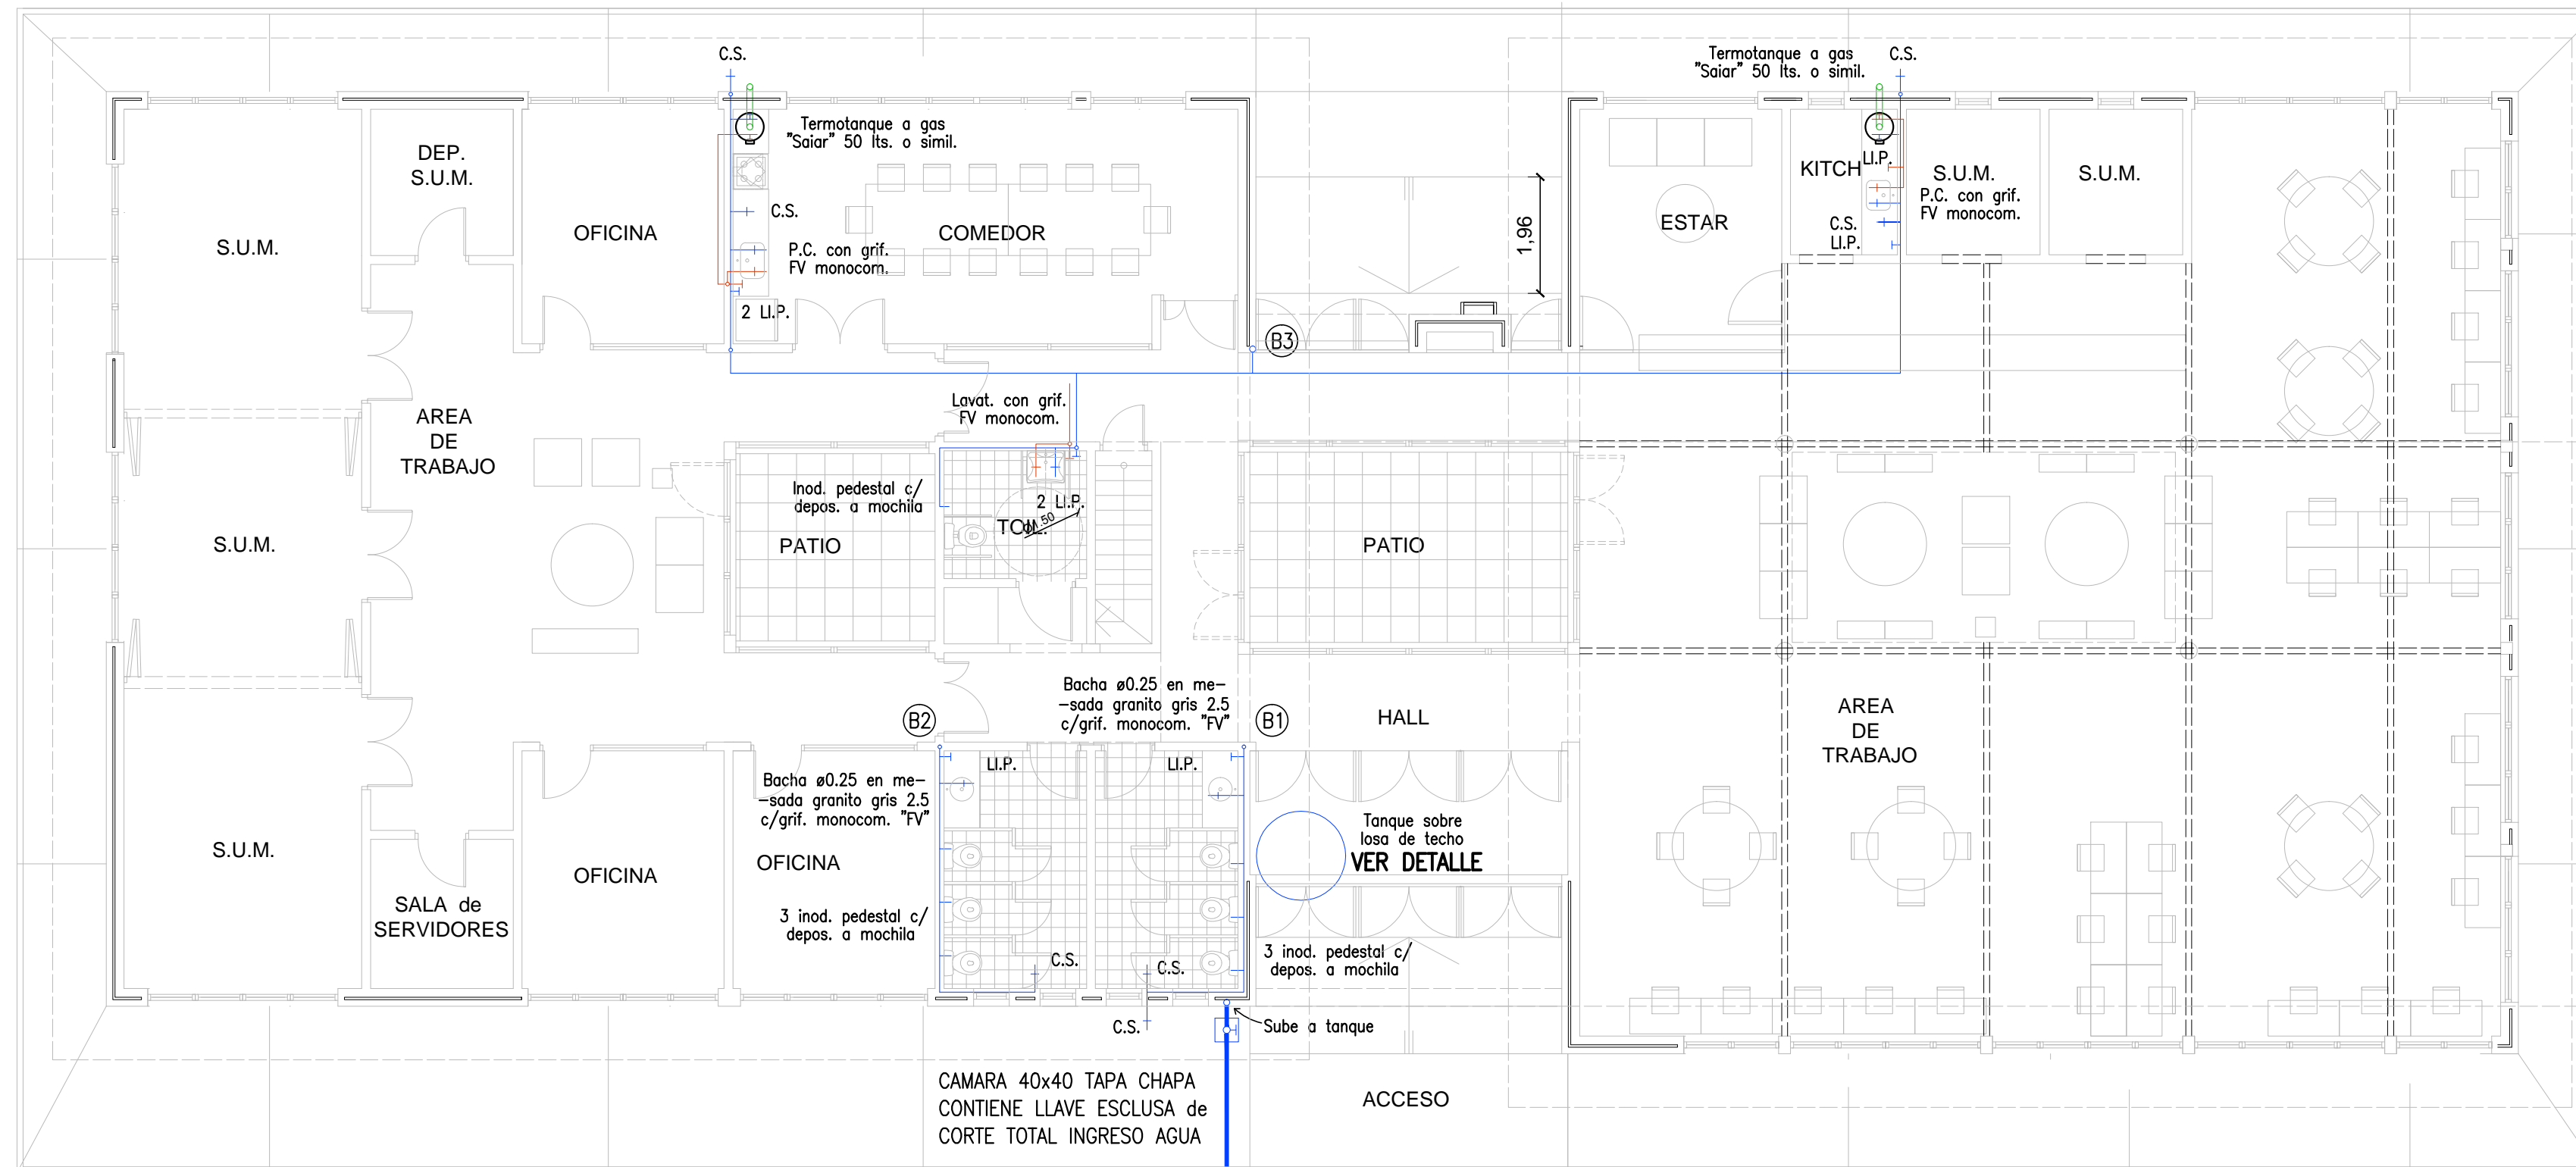 C.S.
Termotanque a gas
"Saiar" 50 lts. o simil.
C.S.
Termotanque a gas
"Saiar" 50 lts. o simil.
DEP.
S.U.M.
S.U.M.
OFICINA
C.S.
P.C. con grif.
FV monocom.
2 Ll.P.
COMEDOR
1,96
ESTAR
KITCH
Ll.P.
S.U.M.
P.C. con grif.
FV monocom.
C.S.
Ll.P.
S.U.M.
B3
Lavat. con grif.
FV monocom.
AREA
DE
TRABAJO
Inod. pedestal c/
depos. a mochila
2 Ll.P.
TOIL.
ø1.50
S.U.M.
PATIO
PATIO
Bacha ø0.25 en me-
-sada granito gris 2.5
c/grif. monocom. "FV"
B2
B1
HALL
AREA
DE
TRABAJO
Ll.P.
Ll.P.
Bacha ø0.25 en me-
-sada granito gris 2.5
c/grif. monocom. "FV"
Tanque sobre
losa de techo
VER DETALLE
S.U.M.
OFICINA
OFICINA
SALA de
SERVIDORES
3 inod. pedestal c/
depos. a mochila
C.S.
C.S.
3 inod. pedestal c/
depos. a mochila
C.S.
Sube a tanque
CAMARA 40x40 TAPA CHAPA
CONTIENE LLAVE ESCLUSA de
CORTE TOTAL INGRESO AGUA
ACCESO